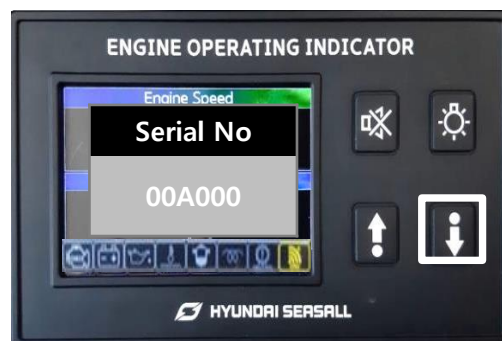 ENGINE OPERATING INDICATOR
Engine Speed
Serial No
00A000
HYUNDAI SEASALL